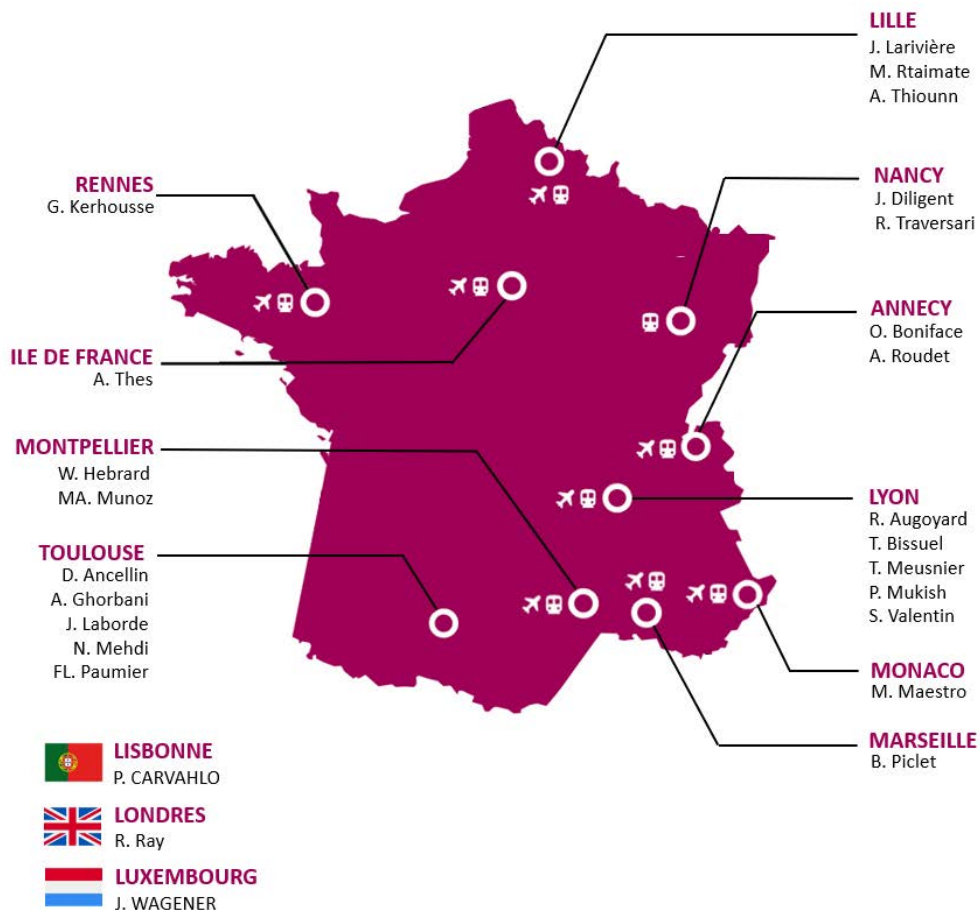 LILLE
J. Larivière
M. Rtaimate
A. Thiounn
RENNES
G. Kerhousse
NANCY
J. Diligent
R. Traversari
ILE DE FRANCE
A. Thes
ANNECY
O. Boniface
A. Roudet
MONTPELLIER
W. Hebrard
MA. Munoz
LYON
R. Augoyard
T. Bissuel
T. Meusnier
P. Mukish
S. Valentin
TOULOUSE
D. Ancellin
A. Ghorbani
J. Laborde
N. Mehdi
FL. Paumier
MONACO
M. Maestro
MARSEILLE
B. Piclet
LISBONNE
P. CARVAHLO
LONDRES
R. Ray
LUXEMBOURG
J. WAGENER